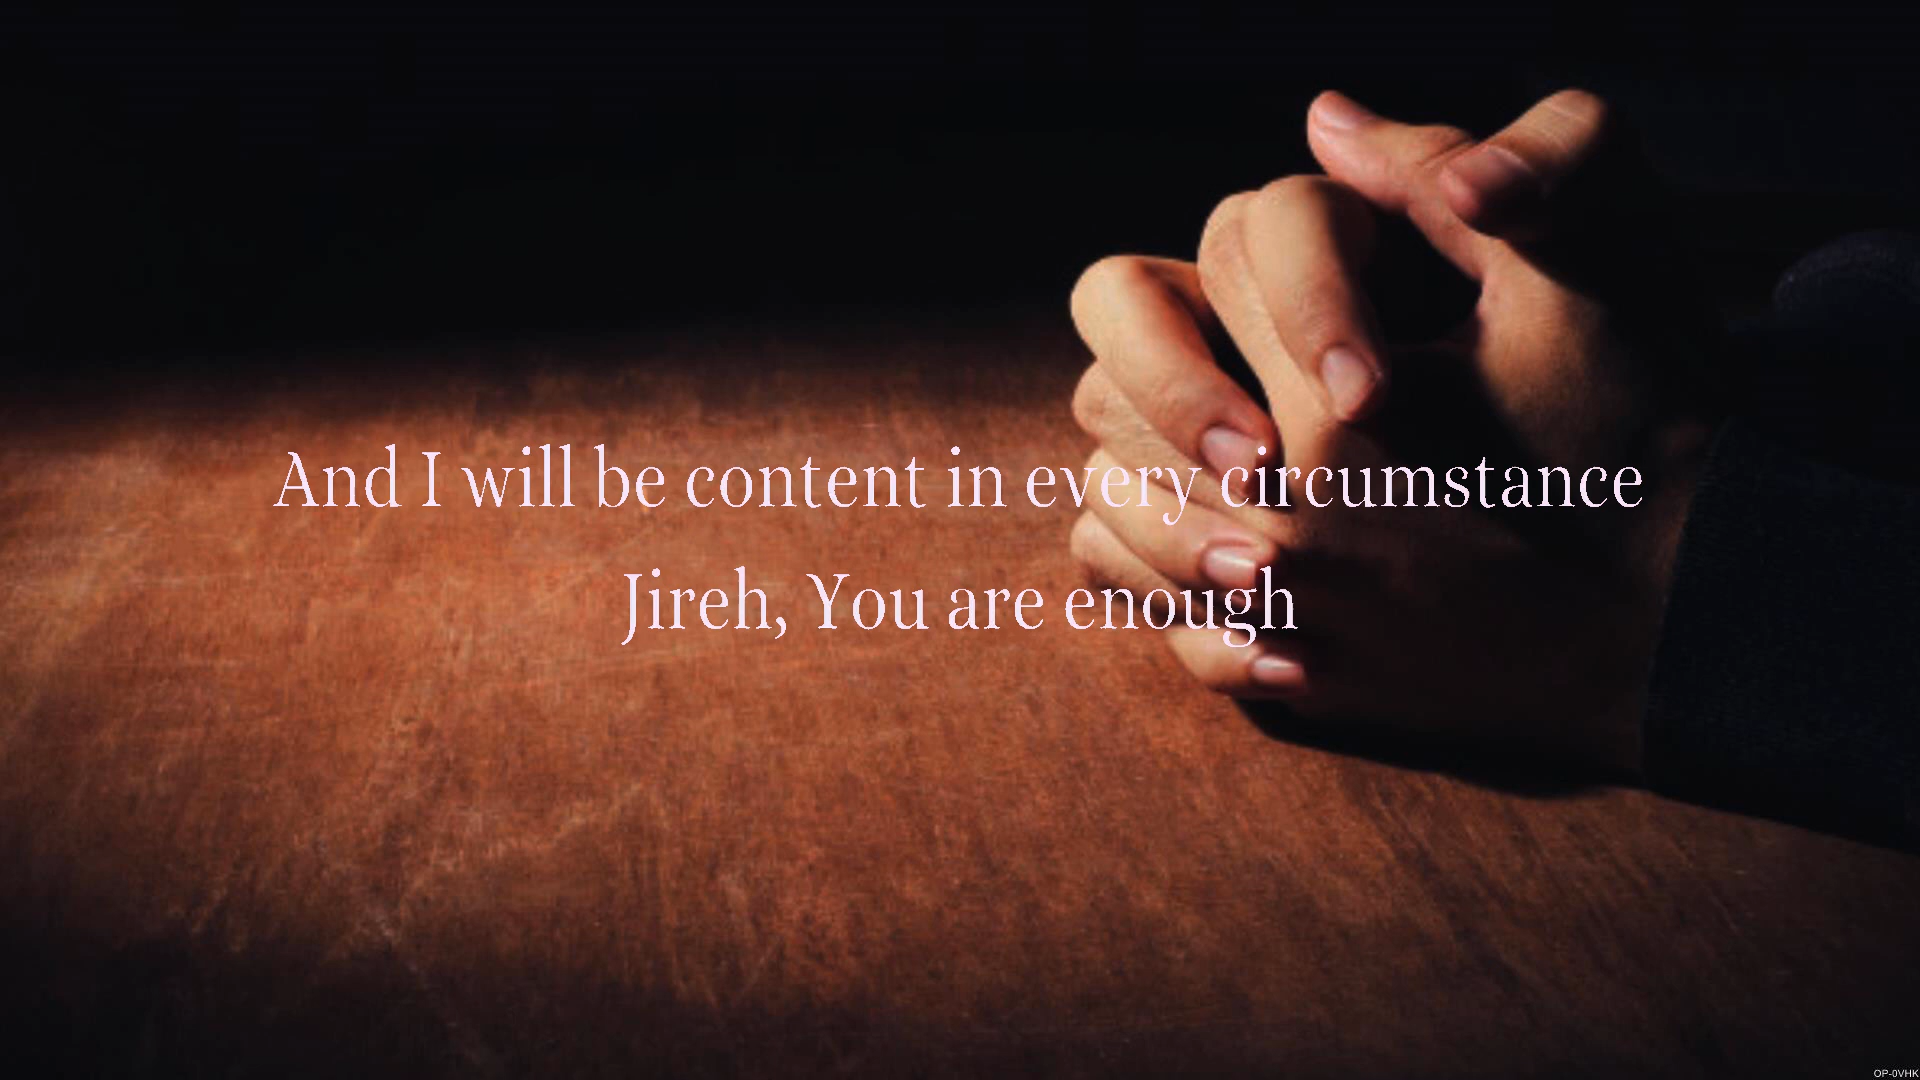 And I will be content in every circumstance
Jireh, You are enough
OP-0VHK